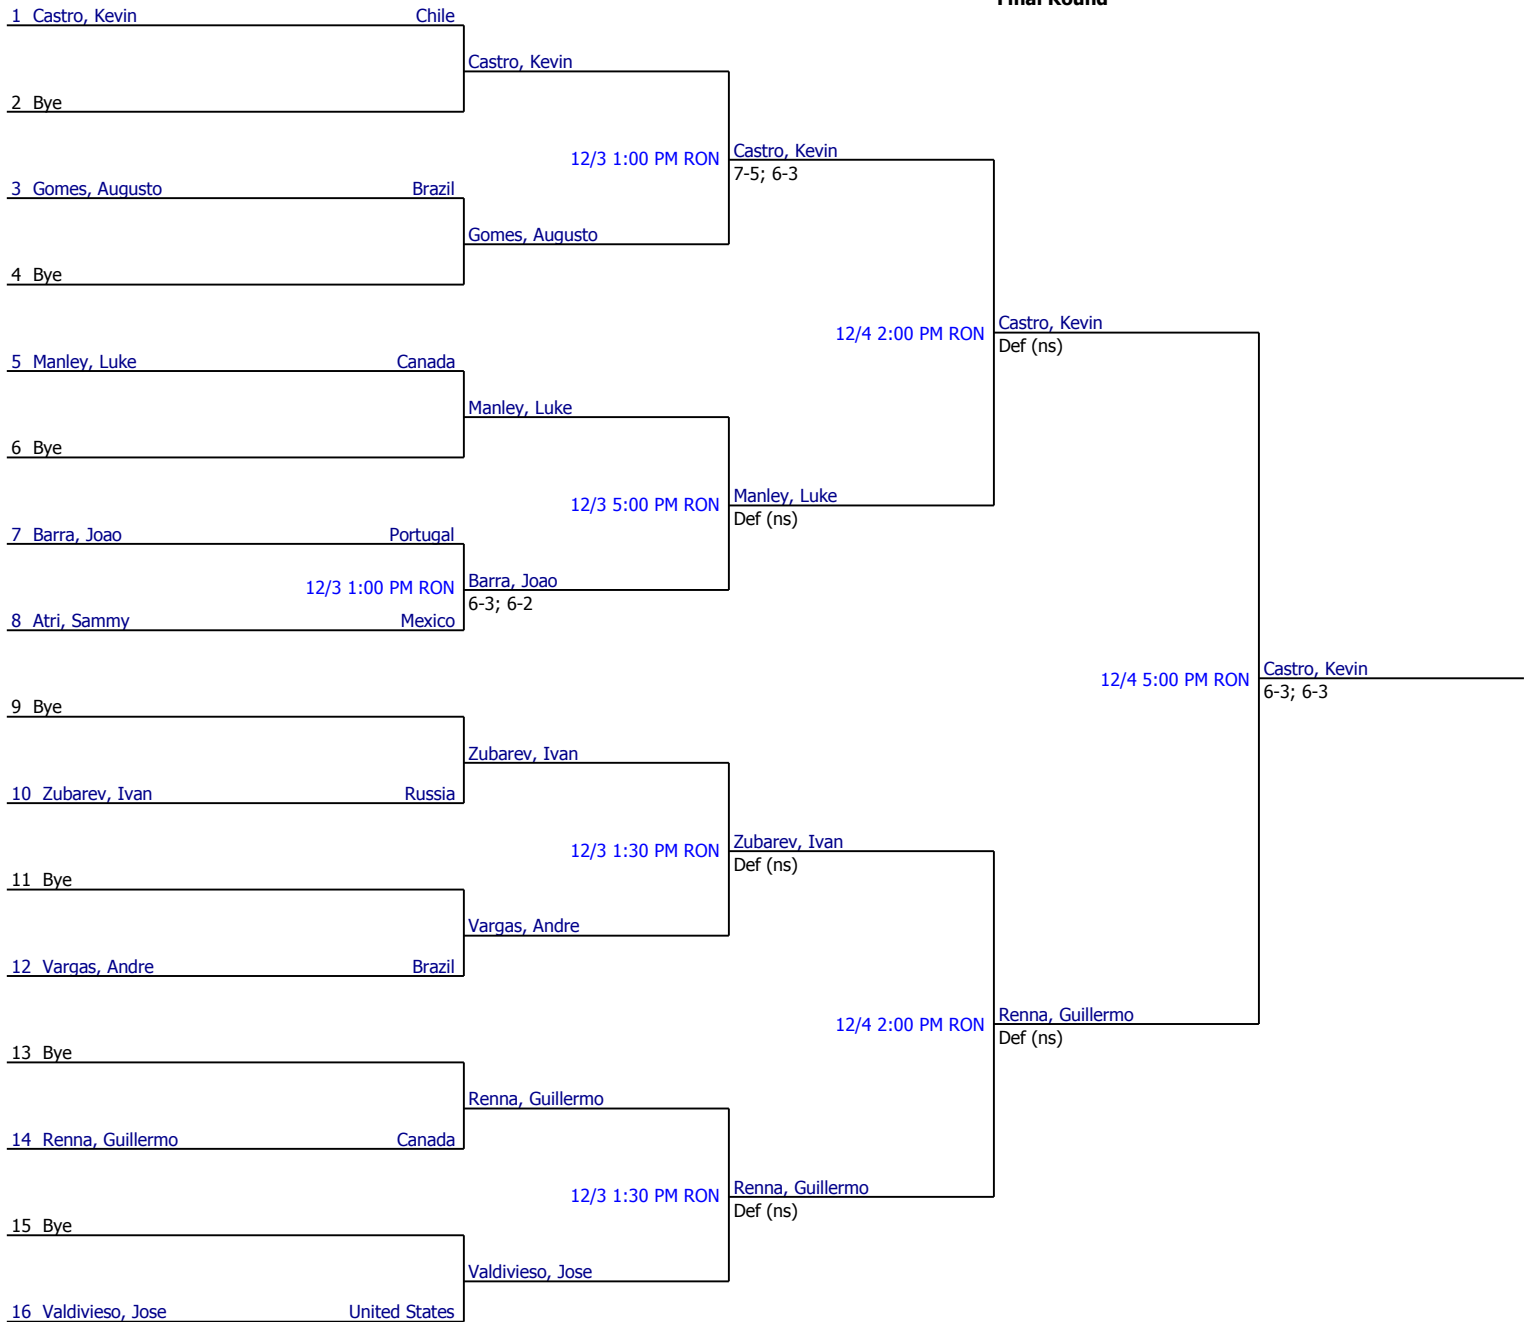 Final Round
1 Castro, Kevin Chile
Castro, Kevin
2 Bye
12/3 1:00 PM RON
Castro, Kevin
7-5; 6-3
3 Gomes, Augusto Brazil
Gomes, Augusto
4 Bye
12/4 2:00 PM RON
Castro, Kevin
Def (ns)
5 Manley, Luke Canada
Manley, Luke
6 Bye
12/3 5:00 PM RON
Manley, Luke
Def (ns)
7 Barra, Joao Portugal
12/3 1:00 PM RON
Barra, Joao
6-3; 6-2
8 Atri, Sammy Mexico
12/4 5:00 PM RON
Castro, Kevin
6-3; 6-3
9 Bye
Zubarev, Ivan
10 Zubarev, Ivan Russia
12/3 1:30 PM RON
Zubarev, Ivan
Def (ns)
11 Bye
Vargas, Andre
12 Vargas, Andre Brazil
12/4 2:00 PM RON
Renna, Guillermo
Def (ns)
13 Bye
Renna, Guillermo
14 Renna, Guillermo Canada
12/3 1:30 PM RON
Renna, Guillermo
Def (ns)
15 Bye
Valdivieso, Jose
16 Valdivieso, Jose United States